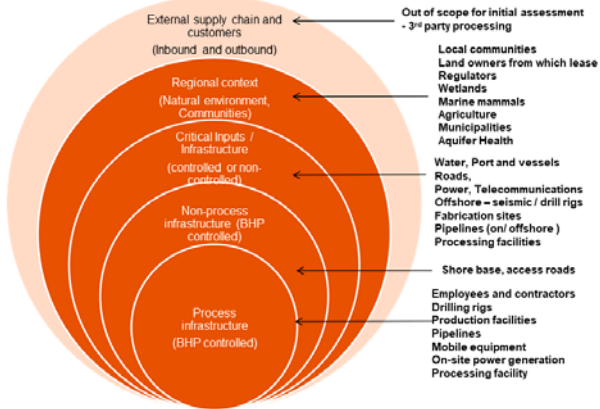 External supply chain and
customers
(Inbound and outbound)
Out of scope for initial assessment
- 3rd party processing
Regional context
(Natural environment,
Communities)
Local communities
Land owners from which lease
Regulators
Wetlands
Marine mammals
Agriculture
Municipalities
Aquifer Health
Critical Inputs /
Infrastructure
(controlled or non-
controlled)
Water, Port and vessels
Roads,
Power, Telecommunications
Offshore – seismic / drill rigs
Fabrication sites
Pipelines (on/ offshore )
Processing facilities
Non-process
infrastructure (BHP
controlled)
Shore base, access roads
Process
infrastructure
(BHP controlled)
Employees and contractors
Drilling rigs
Production facilities
Pipelines
Mobile equipment
On-site power generation
Processing facility